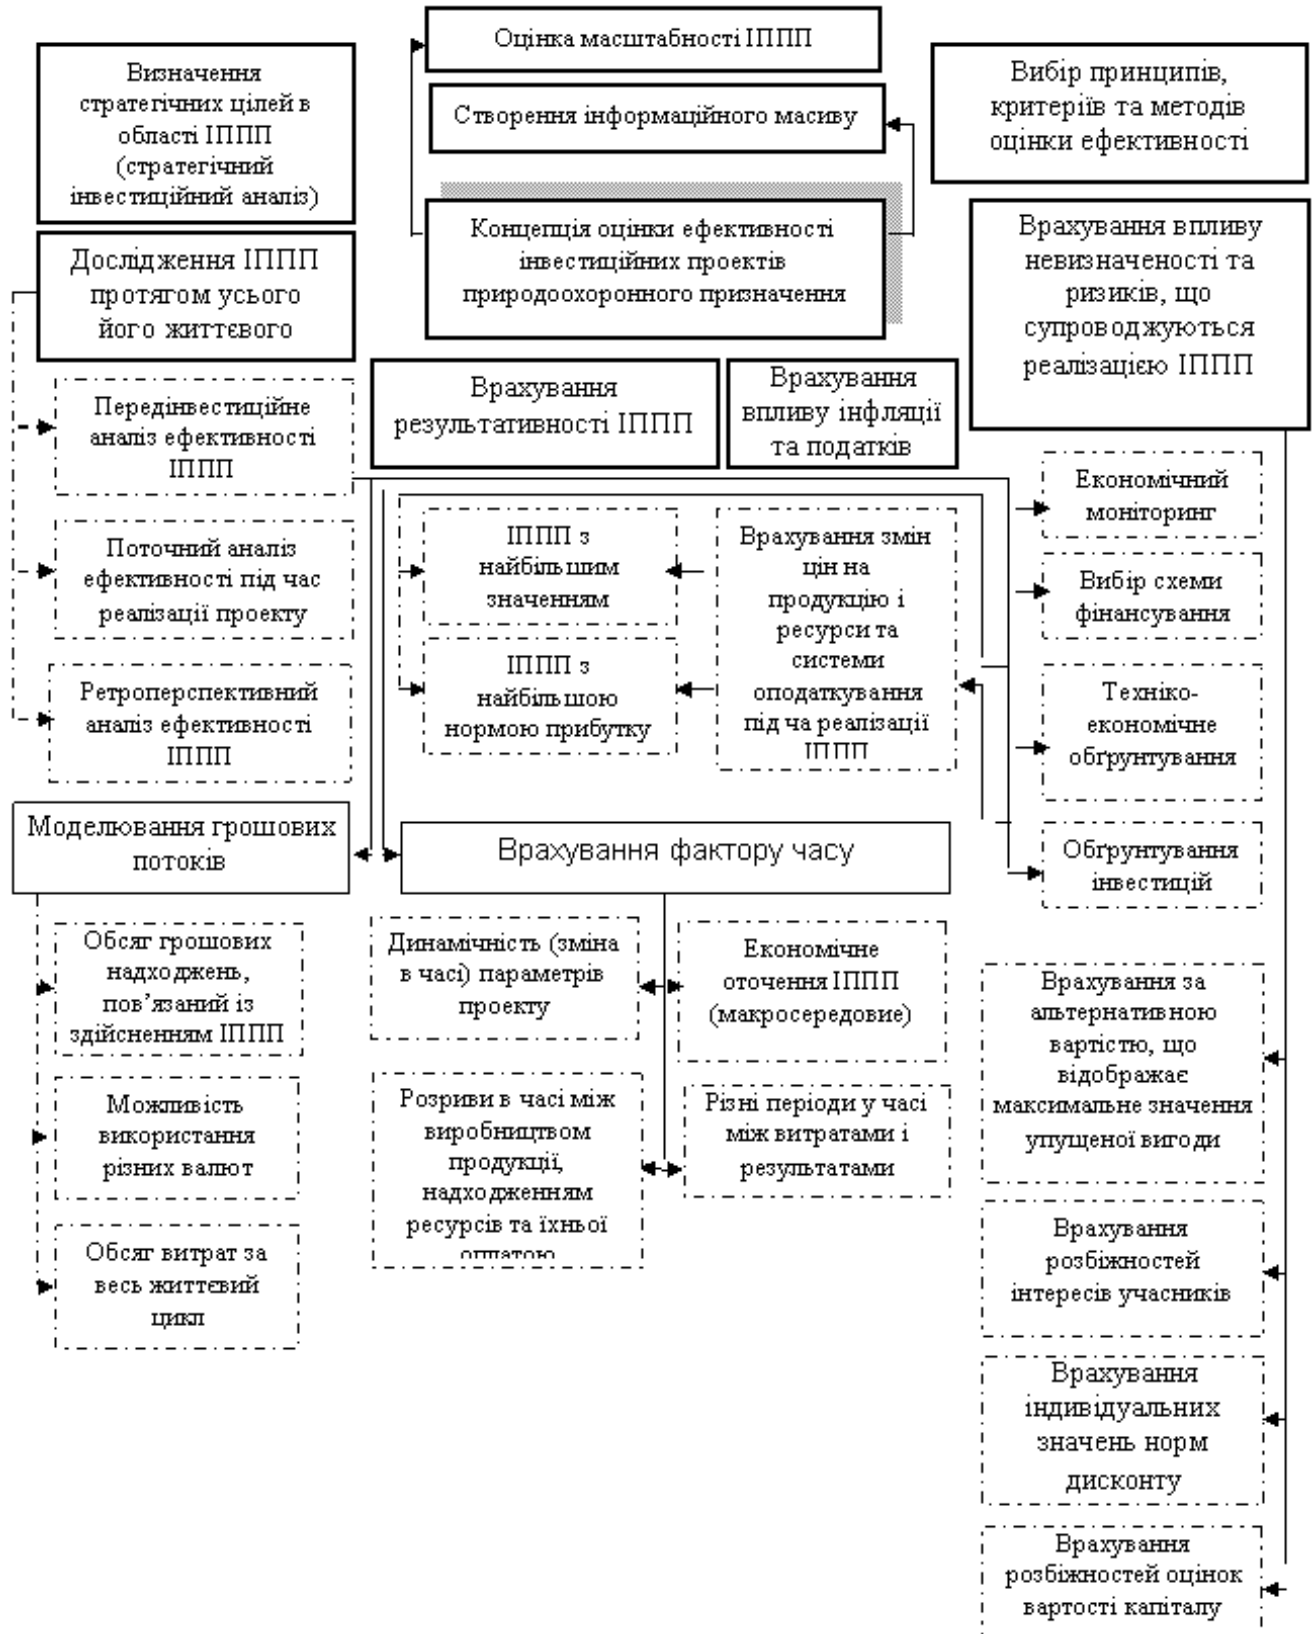 Оцінка масштабності ІППП
Визначення
стратегічних цілей в
області ІППП
(стратегічний
інвестиційний аналіз)
Створення інформаційного масиву
Вибір принципів,
критеріїв та методів
оцінки ефективності
Концепція оцінки ефективності
інвестиційних проектів
природоохоронного призначення
Дослідження ІППП
протягом усього
його життєвого
Врахування впливу
невизначеності та
ризиків, що
супроводжуються
реалізацією ІППП
Врахування
результативності ІППП
Врахування
впливу інфляції
та податків
Передінвестиційне
аналіз ефективності
ІППП
Поточний аналіз
ефективності під час
реалізації проекту
Ретроперспективний
аналіз ефективності
ІППП
ІППП з
найбільшим
значенням
ІППП з
найбільшою
нормою прибутку
Врахування змін
цін на
продукцію і
ресурси та
системи
оподаткування
під ча реалізації
ІППП
Економічний
моніторинг
Вибір схеми
фінансування
Техніко-
економічне
обґрунтування
Обґрунтування
інвестицій
Моделювання грошових
потоків
Врахування фактору часу
Обсяг грошових
надходжень,
пов’язаний із
здійсненням ІППП
Можливість
використання
різних валют
Обсяг витрат за
весь життєвий
цикл
Динамічність (зміна
в часі) параметрів
проекту
Економічне
оточення ІППП
(макросередовие)
Розриви в часі між
виробництвом
продукції,
надходженням
ресурсів та їхньої
оплатою
Різні періоди у часі
між витратами і
результатами
Врахування за
альтернативною
вартістю, що
відображає
максимальне значення
упущеної вигоди
Врахування
розбіжностей
інтересів учасників
Врахування
індивідуальних
значень норм
дисконту
Врахування
розбіжностей оцінок
вартості капіталу